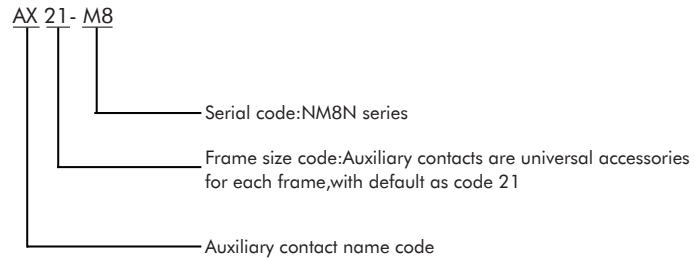 AX 21- M8
Serial code:NM8N series
Frame size code:Auxiliary contacts are universal accessories
for each frame,with default as code 21
Auxiliary contact name code